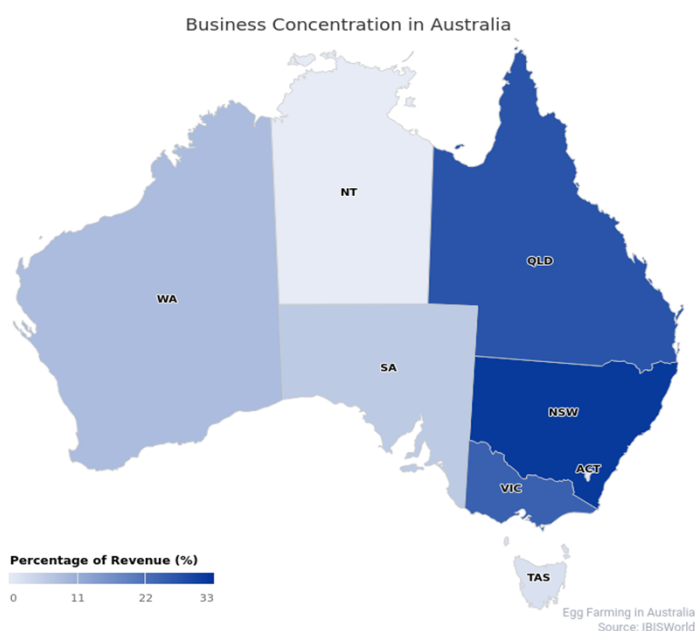 Business Concentration in Australia
NT
QLD
WA
SA
NSW
ACT
VIC
Percentage of Revenue (%)
0 11 22 33
TAS
Egg Farming in Australia
Source: IBISWorld